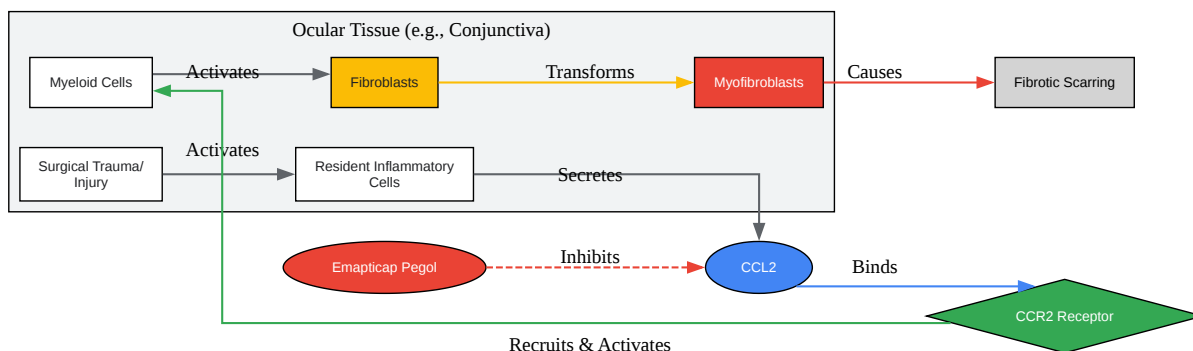 Ocular Tissue (e.g., Conjunctiva)
Myeloid Cells
Activates
Fibroblasts
Transforms
Myofibroblasts
Causes
Fibrotic Scarring
Surgical Trauma/
Injury
Activates
Resident Inflammatory
Cells
Secretes
Emapticap Pegol
Inhibits
CCL2
Binds
CCR2 Receptor
Recruits & Activates